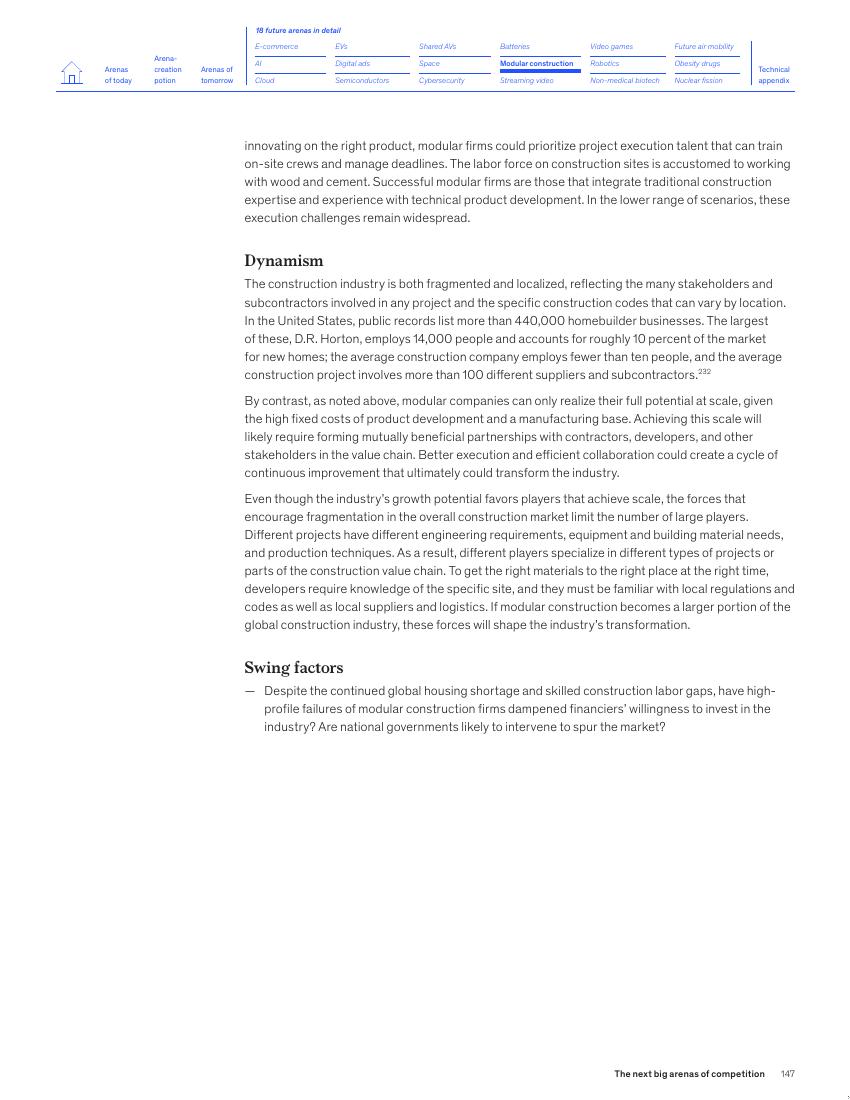 18 future arenas in detail
E-commerce EVs Shared AVs Batteries Video games Future air mobility
Arenas of today
Arena-creation potion
Arenas of tomorrow
AI Digital ads Space Modular construction Robotics Obesity drugs
Technical appendix
Cloud Semiconductors Cybersecurity Streaming video Non-medical biotech Nuclear fission
innovating on the right product, modular firms could prioritize project execution talent that can train
on-site crews and manage deadlines. The labor force on construction sites is accustomed to working
with wood and cement. Successful modular firms are those that integrate traditional construction
expertise and experience with technical product development. In the lower range of scenarios, these
execution challenges remain widespread.
Dynamism
The construction industry is both fragmented and localized, reflecting the many stakeholders and
subcontractors involved in any project and the specific construction codes that can vary by location.
In the United States, public records list more than 440,000 homebuilder businesses. The largest
of these, D.R. Horton, employs 14,000 people and accounts for roughly 10 percent of the market
for new homes; the average construction company employs fewer than ten people, and the average
construction project involves more than 100 different suppliers and subcontractors.232
By contrast, as noted above, modular companies can only realize their full potential at scale, given
the high fixed costs of product development and a manufacturing base. Achieving this scale will
likely require forming mutually beneficial partnerships with contractors, developers, and other
stakeholders in the value chain. Better execution and efficient collaboration could create a cycle of
continuous improvement that ultimately could transform the industry.
Even though the industry's growth potential favors players that achieve scale, the forces that
encourage fragmentation in the overall construction market limit the number of large players.
Different projects have different engineering requirements, equipment and building material needs,
and production techniques. As a result, different players specialize in different types of projects or
parts of the construction value chain. To get the right materials to the right place at the right time,
developers require knowledge of the specific site, and they must be familiar with local regulations and
codes as well as local suppliers and logistics. If modular construction becomes a larger portion of the
global construction industry, these forces will shape the industry's transformation.
Swing factors
— Despite the continued global housing shortage and skilled construction labor gaps, have high-
profile failures of modular construction firms dampened financiers' willingness to invest in the
industry? Are national governments likely to intervene to spur the market?
The next big arenas of competition 147